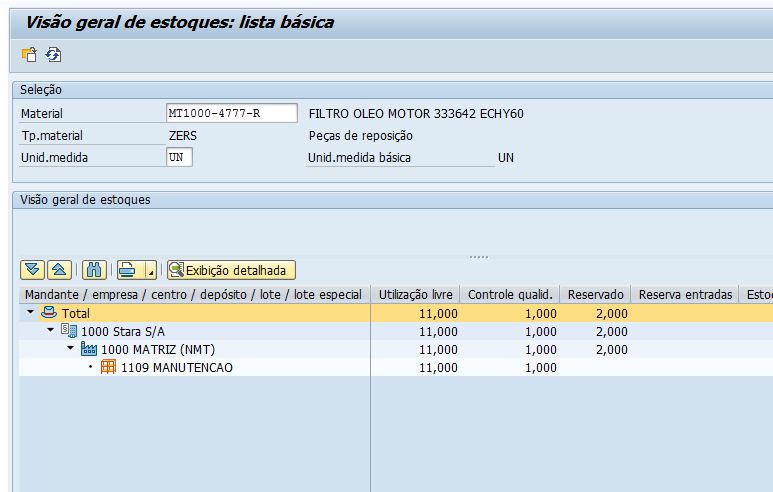 Visão geral de estoques: lista básica
Seleção
Material MT1000-4777-R FILTRO OLEO MOTOR 333642 ECHY60
Tp.material ZERS Peças de reposição
Unid.medida UN Unid.medida básica UN
Visão geral de estoques
Exibição detalhada
Mandante / empresa / centro / depósito / lote / lote especial Utilização livre Controle qualid. Reservado Reserva entradas Estoc
Total 11,000 1,000 2,000
1000 Stara S/A 11,000 1,000 2,000
1000 MATRIZ (NMT) 11,000 1,000 2,000
1109 MANUTENCAO 11,000 1,000